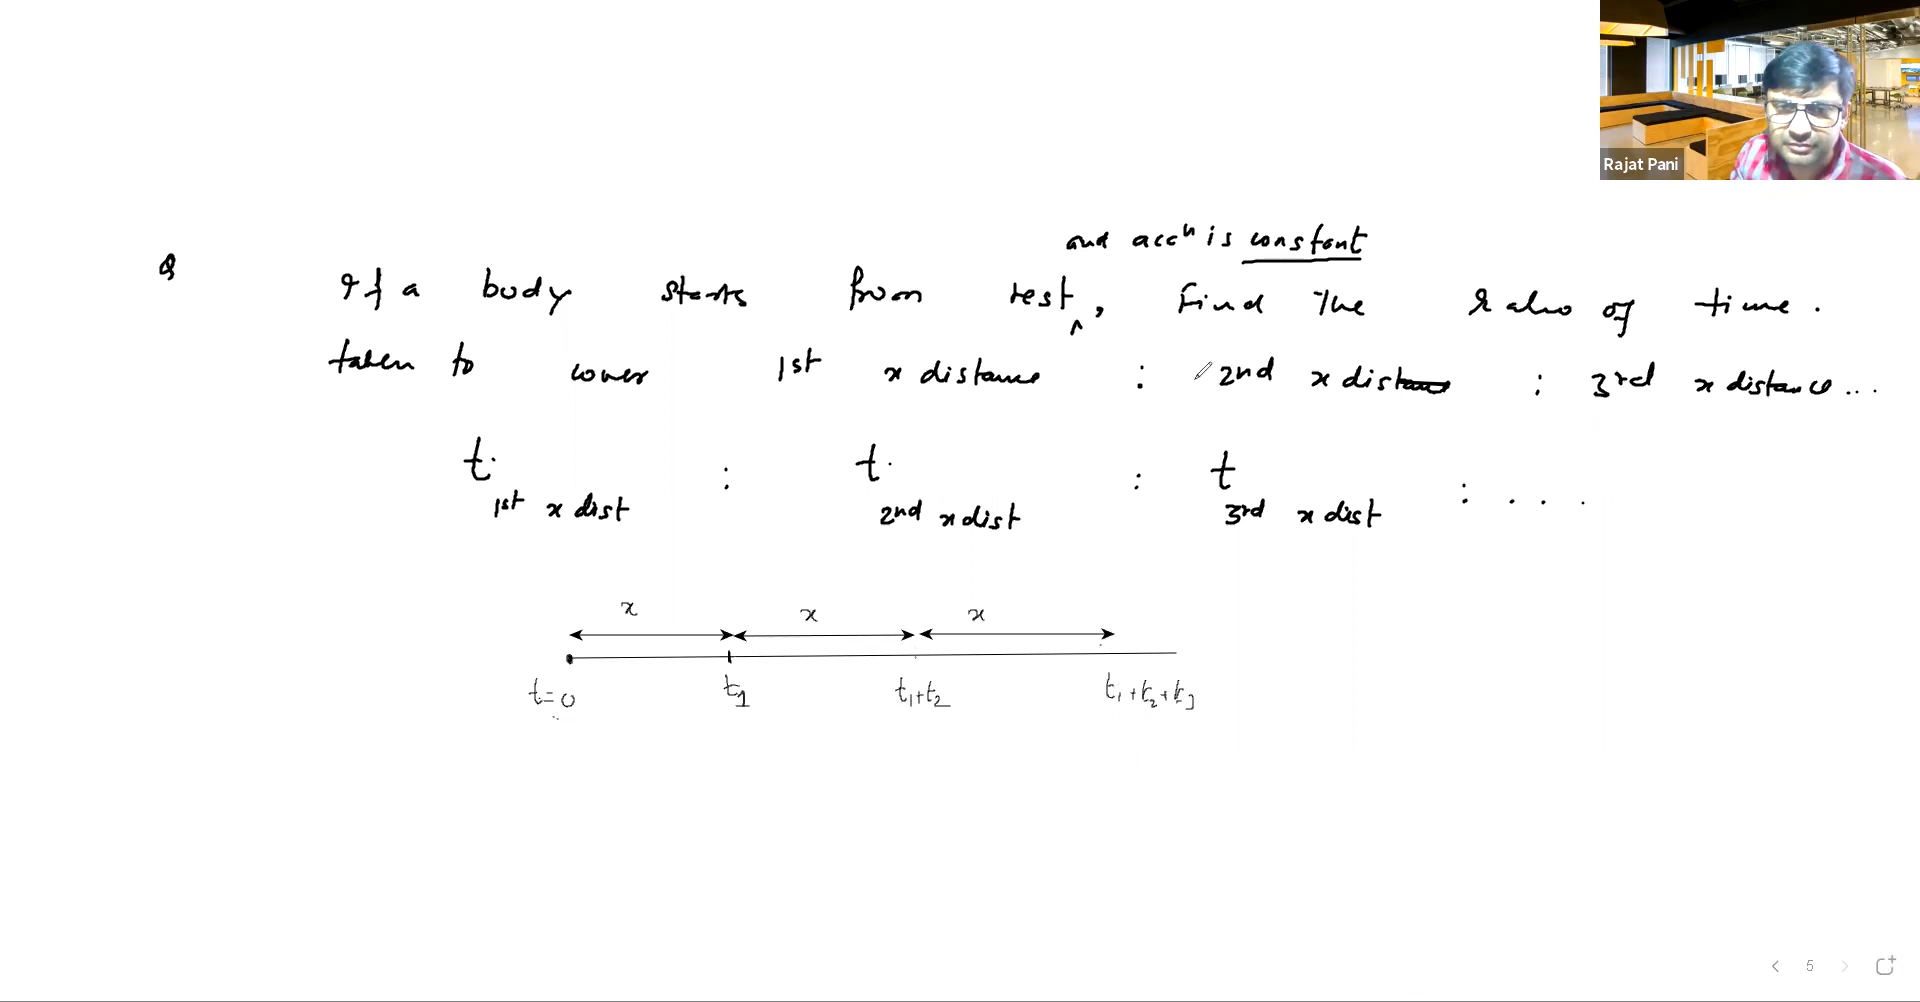 Rajat Pani
and accⁿ is constant
Q If a body starts from rest ^, Find the Ratio of time.
taken to cover 1st x distance : 2nd x distance : 3rd x distance...
t 1st x dist : t 2nd x dist : t 3rd x dist : ....
x x x
t=0 t₁ t₁+t₂ t₁+t₂+t₃
5